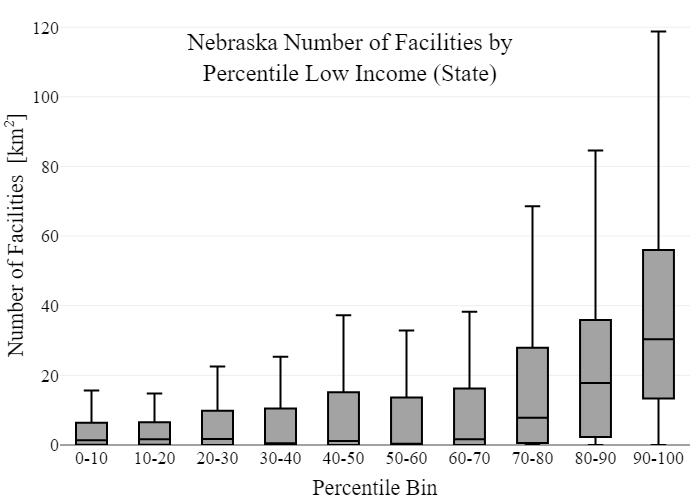 Nebraska Number of Facilities by
Percentile Low Income (State)
Number of Facilities [km²]
120
100
80
60
40
20
0
0-10 10-20 20-30 30-40 40-50 50-60 60-70 70-80 80-90 90-100
Percentile Bin